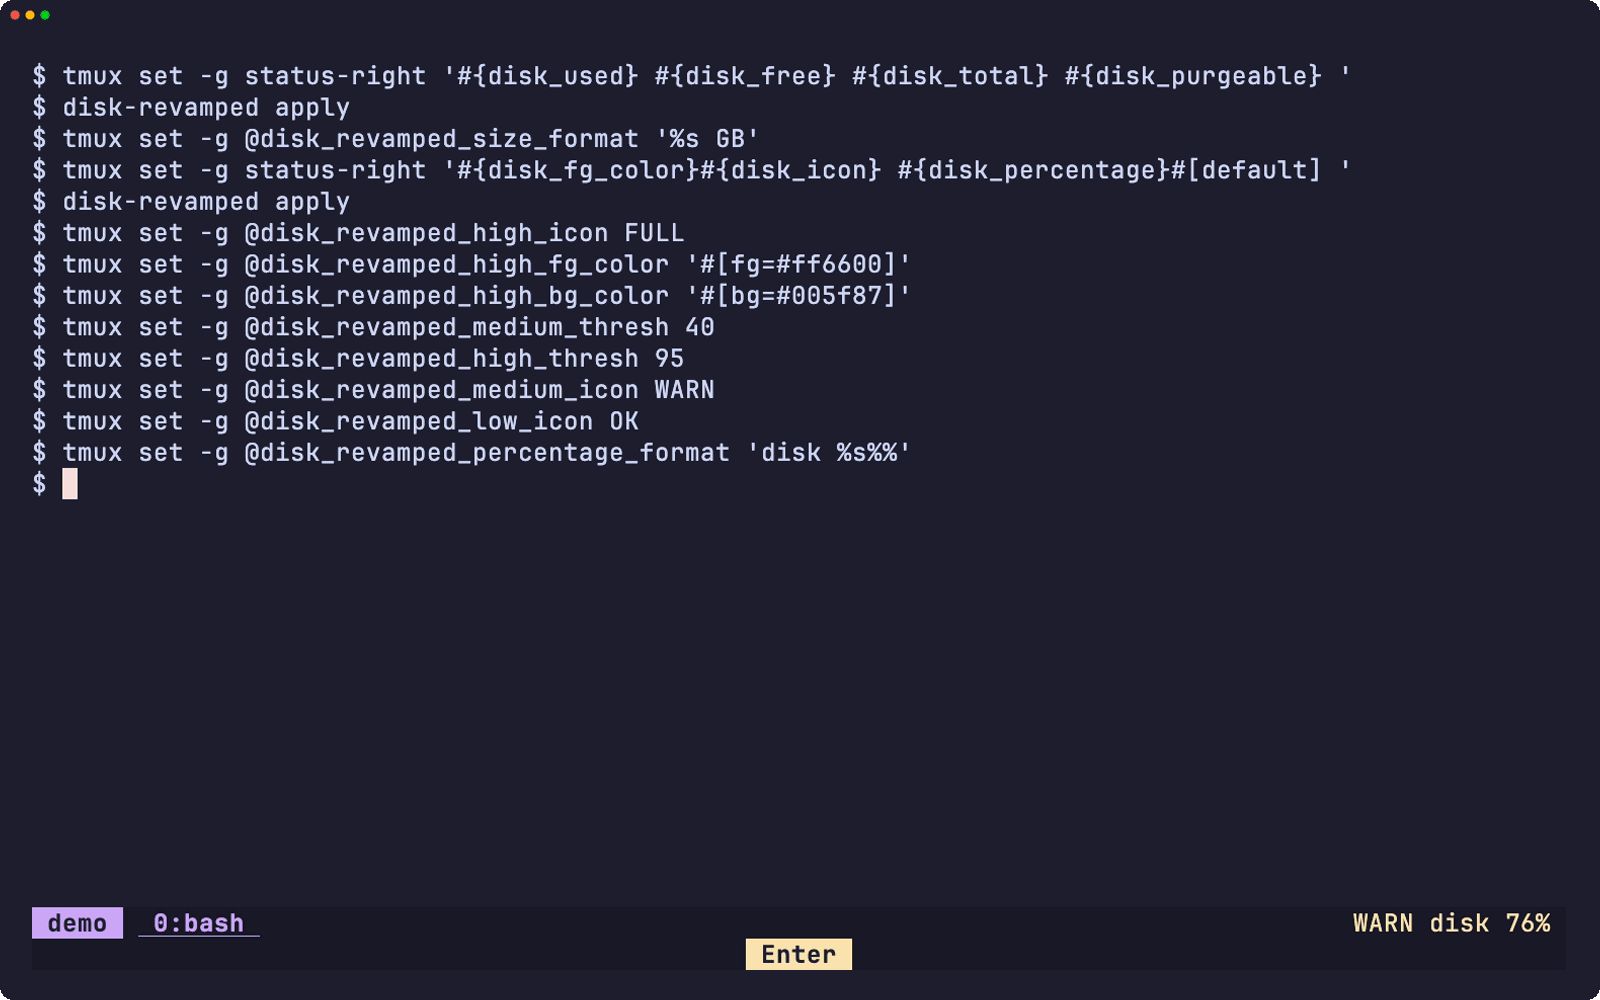 $ tmux set -g status-right '#{disk_used} #{disk_free} #{disk_total} #{disk_purgeable} '
$ disk-revamped apply
$ tmux set -g @disk_revamped_size_format '%s GB'
$ tmux set -g status-right '#{disk_fg_color}#{disk_icon} #{disk_percentage}#[default] '
$ disk-revamped apply
$ tmux set -g @disk_revamped_high_icon FULL
$ tmux set -g @disk_revamped_high_fg_color '#[fg=#ff6600]'
$ tmux set -g @disk_revamped_high_bg_color '#[bg=#005f87]'
$ tmux set -g @disk_revamped_medium_thresh 40
$ tmux set -g @disk_revamped_high_thresh 95
$ tmux set -g @disk_revamped_medium_icon WARN
$ tmux set -g @disk_revamped_low_icon OK
$ tmux set -g @disk_revamped_percentage_format 'disk %s%%'
$
demo 0:bash WARN disk 76%
Enter